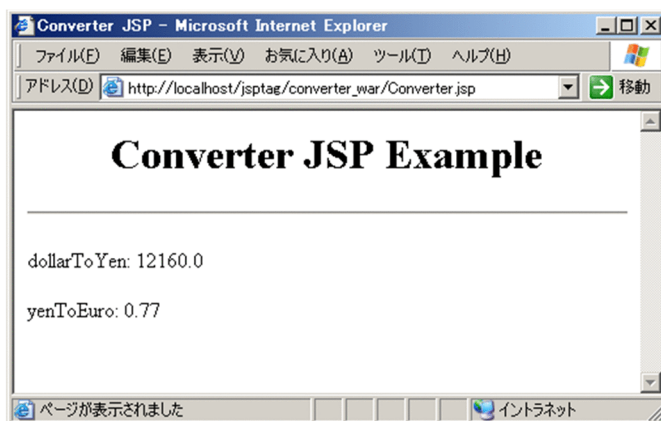 Converter JSP - Microsoft Internet Explorer
ファイル(F) 編集(E) 表示(V) お気に入り(A) ツール(T) ヘルプ(H)
アドレス(D) http://localhost/jsptag/converter_war/Converter.jsp 移動
Converter JSP Example
dollarToYen: 12160.0
yenToEuro: 0.77
ページが表示されました イントラネット